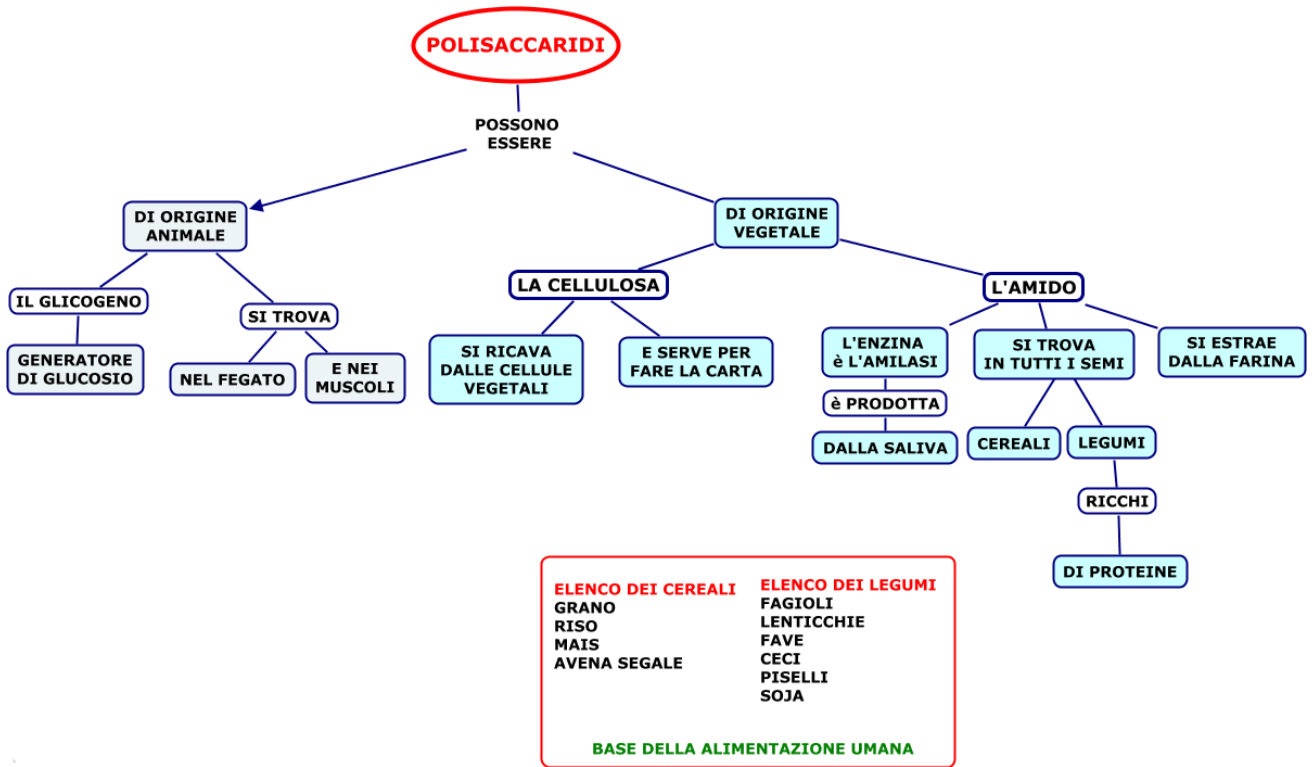 POLISACCARIDI
POSSONO
ESSERE
DI ORIGINE
ANIMALE
DI ORIGINE
VEGETALE
IL GLICOGENO
GENERATORE
DI GLUCOSIO
SI TROVA
NEL FEGATO
E NEI
MUSCOLI
LA CELLULOSA
SI RICAVA
DALLE CELLULE
VEGETALI
E SERVE PER
FARE LA CARTA
L'AMIDO
L'ENZINA
è L'AMILASI
è PRODOTTA
DALLA SALIVA
SI TROVA
IN TUTTI I SEMI
CEREALI
LEGUMI
RICCHI
DI PROTEINE
SI ESTRAE
DALLA FARINA
ELENCO DEI CEREALI
GRANO
RISO
MAIS
AVENA SEGALE
ELENCO DEI LEGUMI
FAGIOLI
LENTICCHIE
FAVE
CECI
PISELLI
SOJA
BASE DELLA ALIMENTAZIONE UMANA